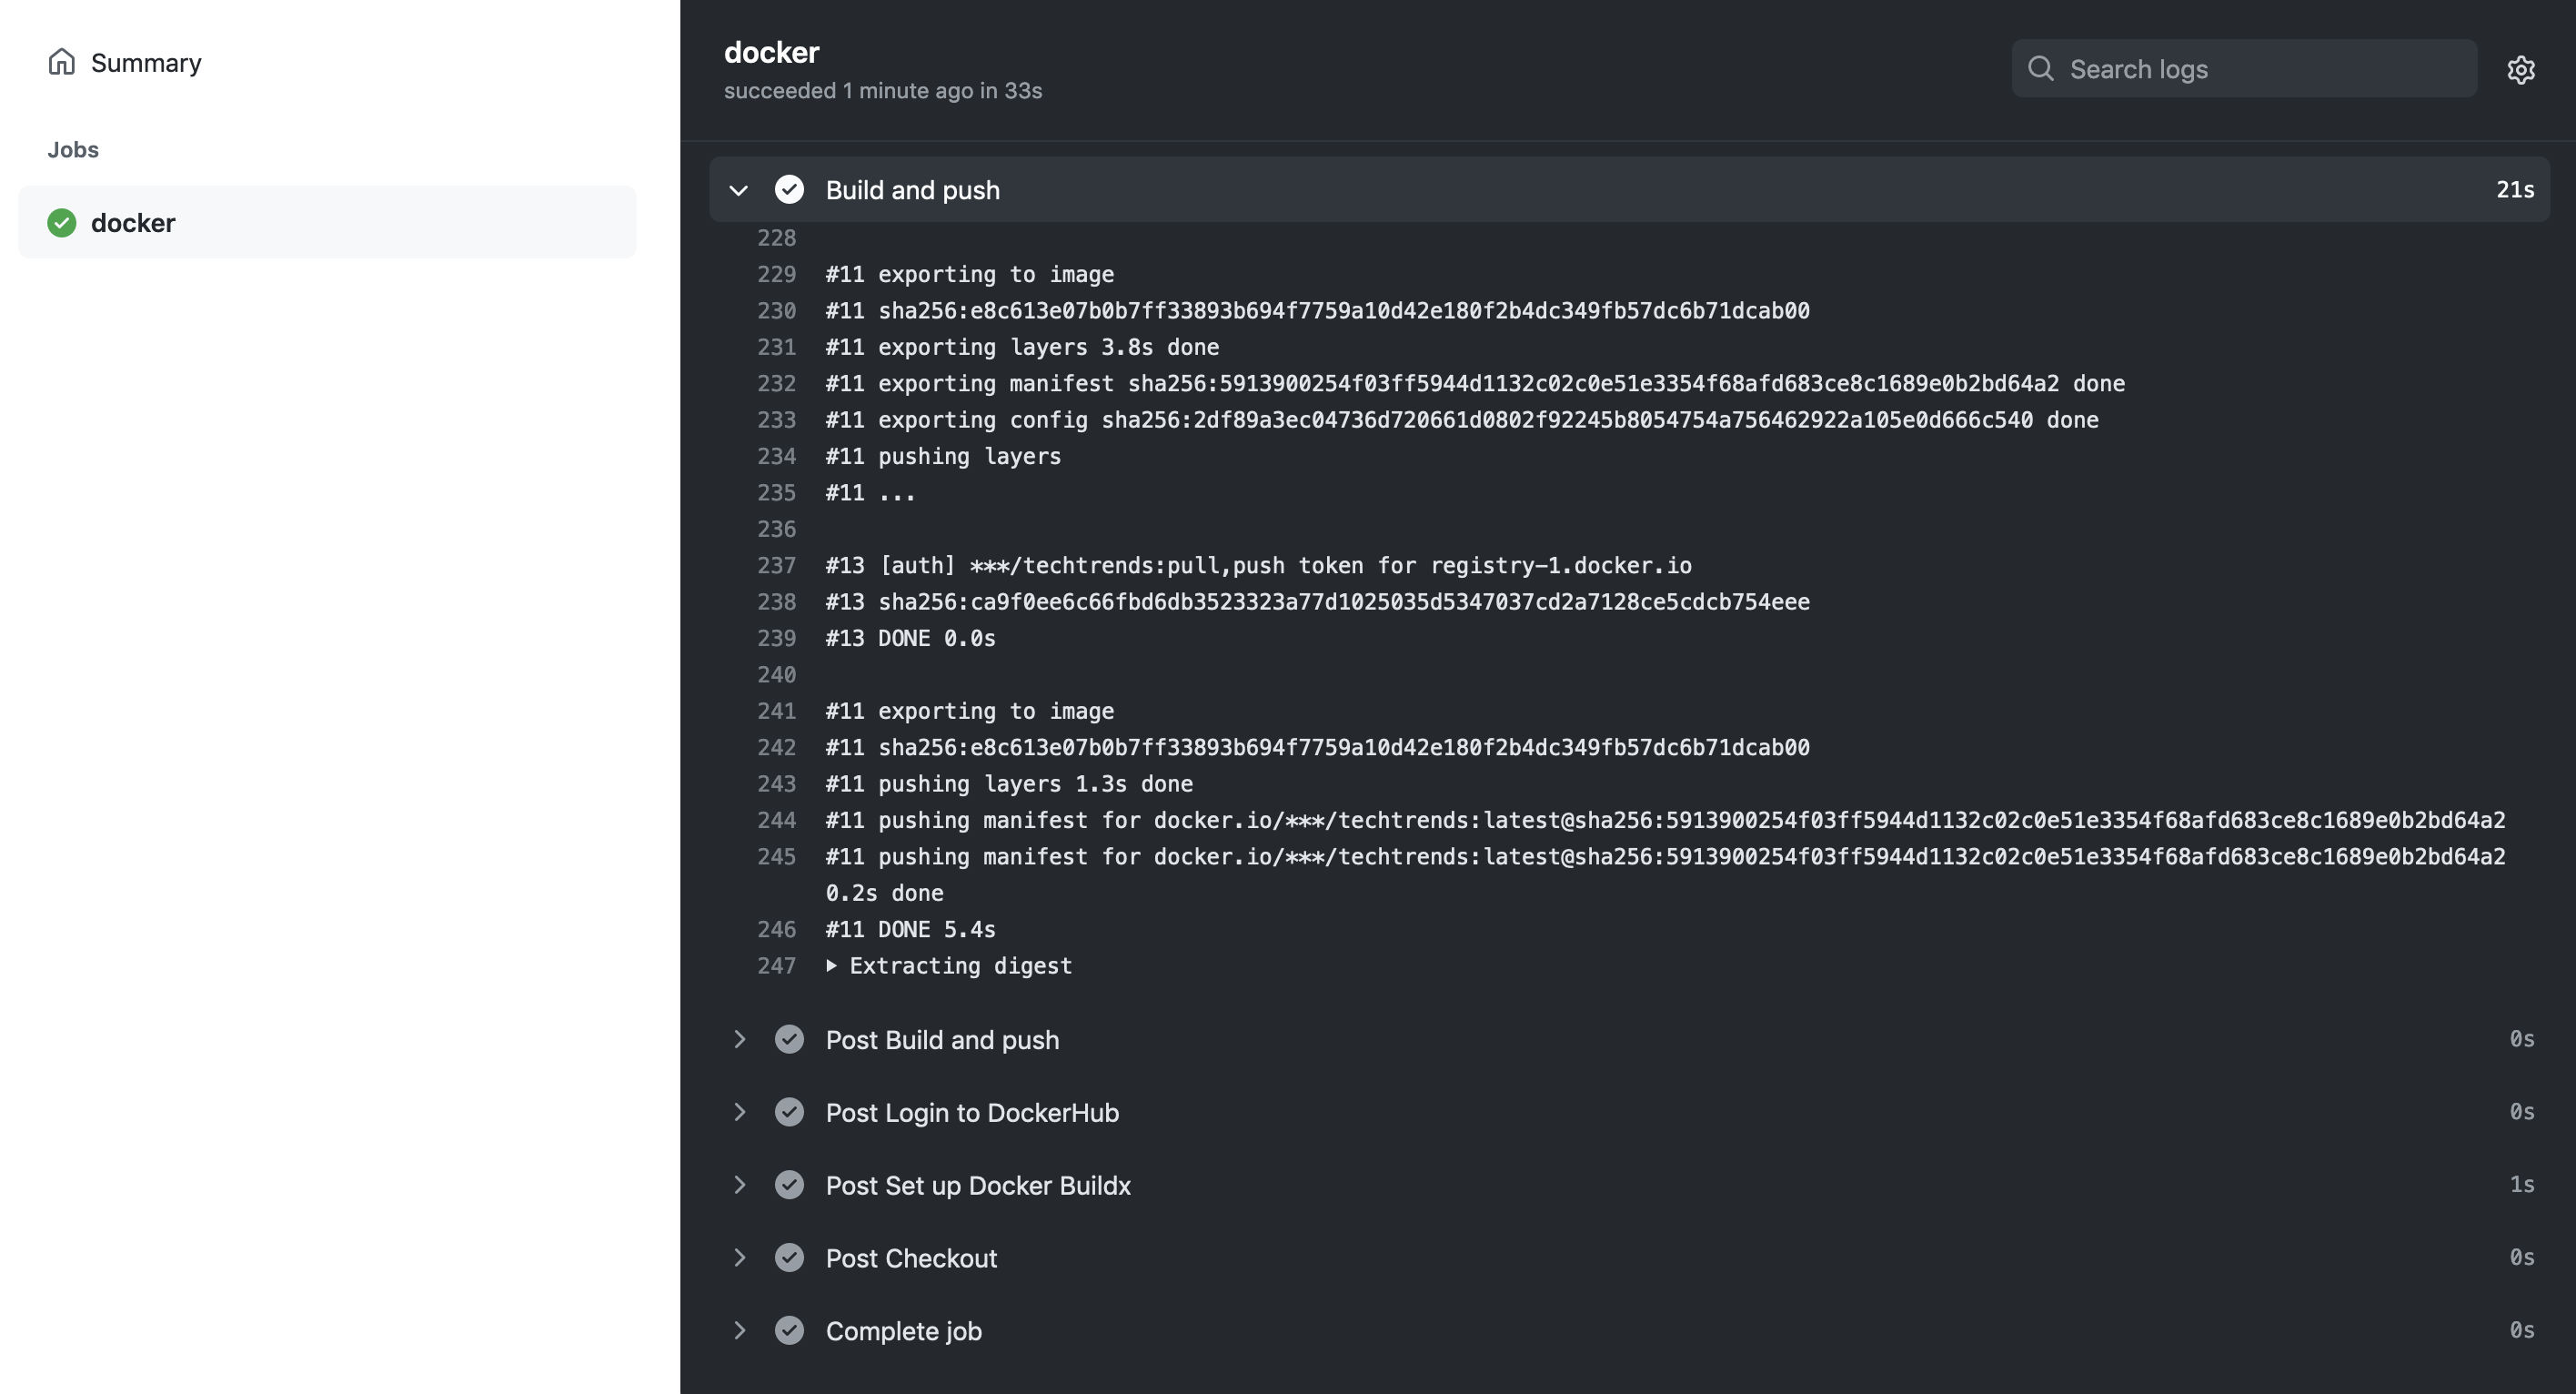 Summary
Jobs
docker
docker
succeeded 1 minute ago in 33s
Search logs
Build and push 21s
228
229 #11 exporting to image
230 #11 sha256:e8c613e07b0b7ff33893b694f7759a10d42e180f2b4dc349fb57dc6b71dcab00
231 #11 exporting layers 3.8s done
232 #11 exporting manifest sha256:5913900254f03ff5944d1132c02c0e51e3354f68afd683ce8c1689e0b2bd64a2 done
233 #11 exporting config sha256:2df89a3ec04736d720661d0802f92245b8054754a756462922a105e0d666c540 done
234 #11 pushing layers
235 #11 ...
236
237 #13 [auth] ***/techtrends:pull,push token for registry-1.docker.io
238 #13 sha256:ca9f0ee6c66fbd6db3523323a77d1025035d5347037cd2a7128ce5cdcb754eee
239 #13 DONE 0.0s
240
241 #11 exporting to image
242 #11 sha256:e8c613e07b0b7ff33893b694f7759a10d42e180f2b4dc349fb57dc6b71dcab00
243 #11 pushing layers 1.3s done
244 #11 pushing manifest for docker.io/***/techtrends:latest@sha256:5913900254f03ff5944d1132c02c0e51e3354f68afd683ce8c1689e0b2bd64a2
245 #11 pushing manifest for docker.io/***/techtrends:latest@sha256:5913900254f03ff5944d1132c02c0e51e3354f68afd683ce8c1689e0b2bd64a2
0.2s done
246 #11 DONE 5.4s
247 ▶ Extracting digest
Post Build and push 0s
Post Login to DockerHub 0s
Post Set up Docker Buildx 1s
Post Checkout 0s
Complete job 0s